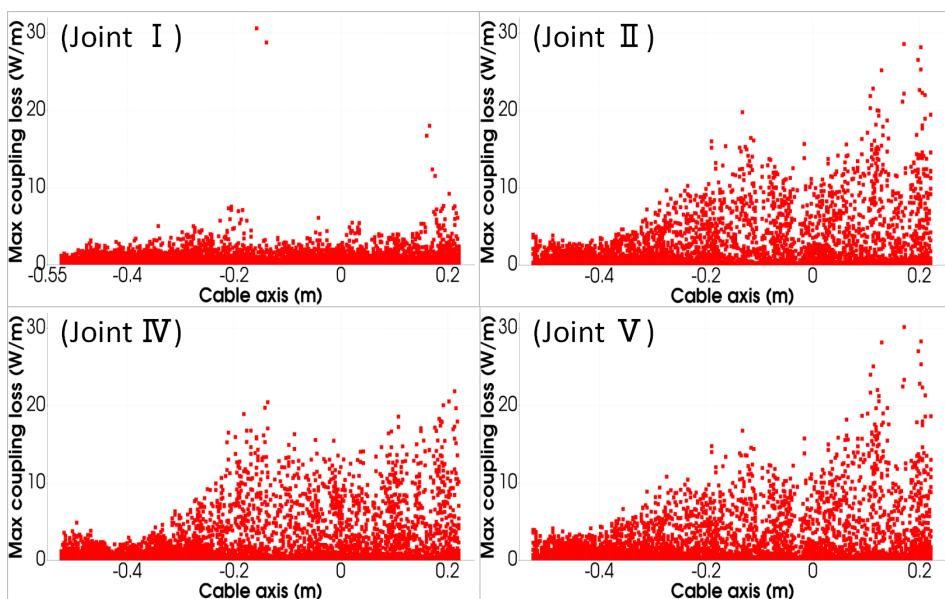 (Joint Ⅰ)
Max coupling loss (W/m)
30
20
10
0
-0.55
-0.4
-0.2
0
0.2
Cable axis (m)
(Joint Ⅱ)
Max coupling loss (W/m)
30
20
10
0
-0.4
-0.2
0
0.2
Cable axis (m)
(Joint Ⅳ)
Max coupling loss (W/m)
30
20
10
0
-0.4
-0.2
0
0.2
Cable axis (m)
(Joint Ⅴ)
Max coupling loss (W/m)
30
20
10
0
-0.4
-0.2
0
0.2
Cable axis (m)